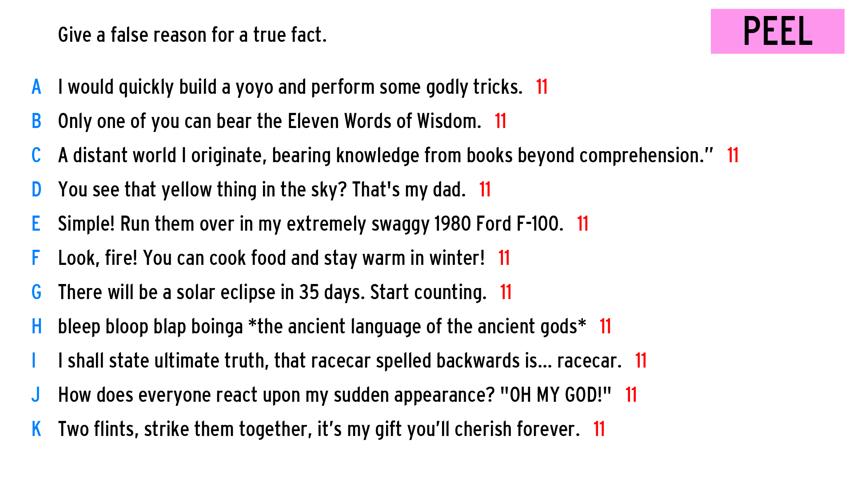 Give a false reason for a true fact.
PEEL
A I would quickly build a yoyo and perform some godly tricks. 11
B Only one of you can bear the Eleven Words of Wisdom. 11
C A distant world I originate, bearing knowledge from books beyond comprehension.” 11
D You see that yellow thing in the sky? That's my dad. 11
E Simple! Run them over in my extremely swaggy 1980 Ford F-100. 11
F Look, fire! You can cook food and stay warm in winter! 11
G There will be a solar eclipse in 35 days. Start counting. 11
H bleep bloop blap boinga *the ancient language of the ancient gods* 11
I I shall state ultimate truth, that racecar spelled backwards is... racecar. 11
J How does everyone react upon my sudden appearance? "OH MY GOD!" 11
K Two flints, strike them together, it’s my gift you’ll cherish forever. 11